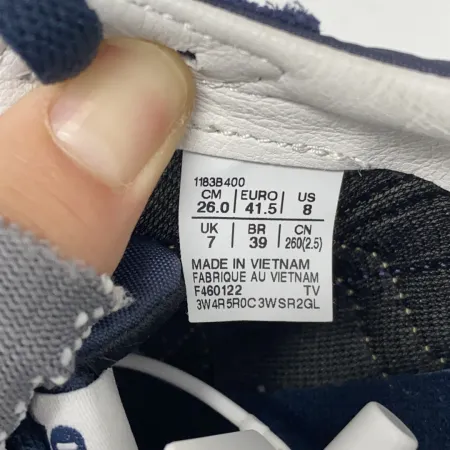 1183B400
CM EURO US
26.0 41.5 8
UK BR CN
7 39 260(2.5)
MADE IN VIETNAM
FABRIQUE AU VIETNAM
F460122 TV
3W4R5R0C3WSR2GL